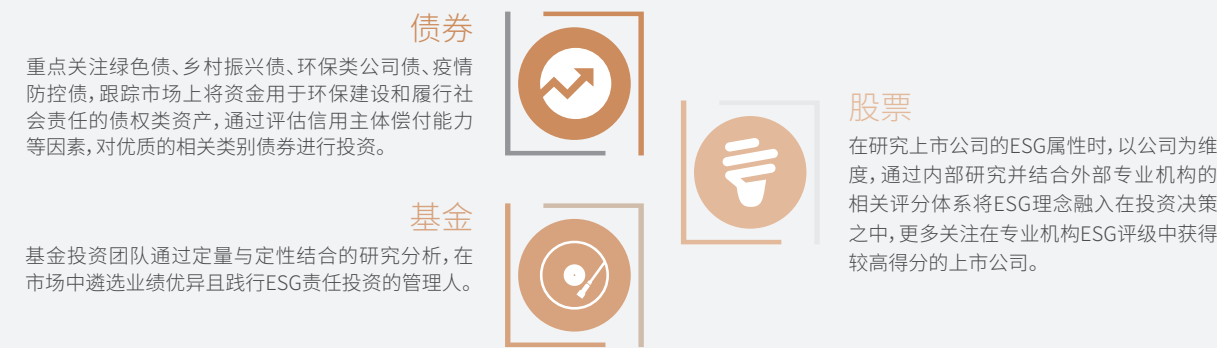 债券
重点关注绿色债、乡村振兴债、环保类公司债、疫情
防控债，跟踪市场上将资金用于环保建设和履行社
会责任的债权类资产，通过评估信用主体偿付能力
等因素，对优质的相关类别债券进行投资。
股票
在研究上市公司的ESG属性时，以公司为维
度，通过内部研究并结合外部专业机构的
相关评分体系将ESG理念融入在投资决策
之中，更多关注在专业机构ESG评级中获得
较高得分的上市公司。
基金
基金投资团队通过定量与定性结合的研究分析，在
市场中遴选业绩优异且践行ESG责任投资的管理人。